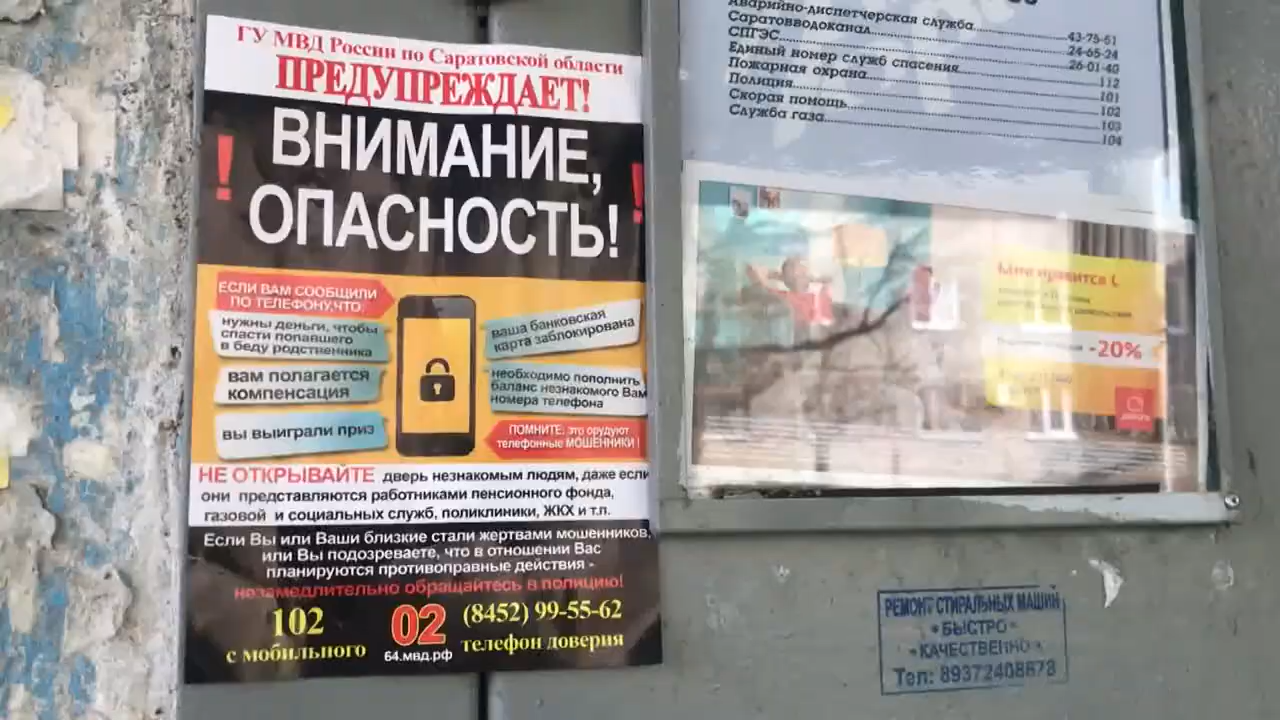 ГУ МВД России по Саратовской области
ПРЕДУПРЕЖДАЕТ!
ВНИМАНИЕ,
ОПАСНОСТЬ!
ЕСЛИ ВАМ СООБЩИЛИ
ПО ТЕЛЕФОНУ,ЧТО:
нужны деньги, чтобы
спасти попавшего
в беду родственника
вам полагается
компенсация
вы выиграли приз
ваша банковская
карта заблокирована
необходимо пополнить
баланс незнакомого Вам
номера телефона
ПОМНИТЕ: это орудуют
телефонные МОШЕННИКИ !
НЕ ОТКРЫВАЙТЕ дверь незнакомым людям, даже если
они представляются работниками пенсионного фонда,
газовой и социальных служб, поликлиники, ЖКХ и т.п.
Если Вы или Ваши близкие стали жертвами мошенников,
или Вы подозреваете, что в отношении Вас
планируются противоправные действия -
незамедлительно обращайтесь в полицию!
102
с мобильного
02
64.мвд.рф
(8452) 99-55-62
телефон доверия
Аварийно-диспетчерская служба
Саратовводоканал 43-75-51
СПГЭС 24-65-24
Единый номер служб спасения 26-01-40
Пожарная охрана 112
Полиция 101
Скорая помощь 102
Служба газа 103
104
Мне нравится
-20%
РЕМОНТ СТИРАЛЬНЫХ МАШИН
• БЫСТРО •
• КАЧЕСТВЕННО •
Тел: 89372408678